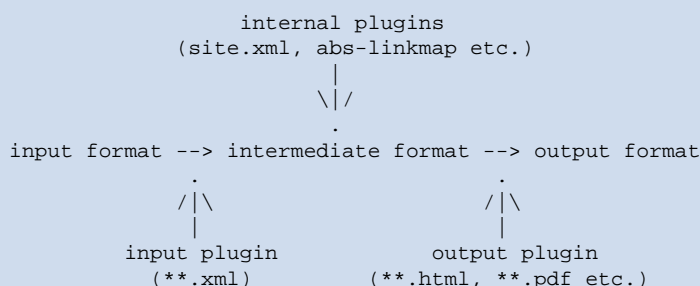 internal plugins
(site.xml, abs-linkmap etc.)
|
\|/
.
input format --> intermediate format --> output format
. .
/|\ /|\
| |
input plugin output plugin
(**.xml) (**.html, **.pdf etc.)